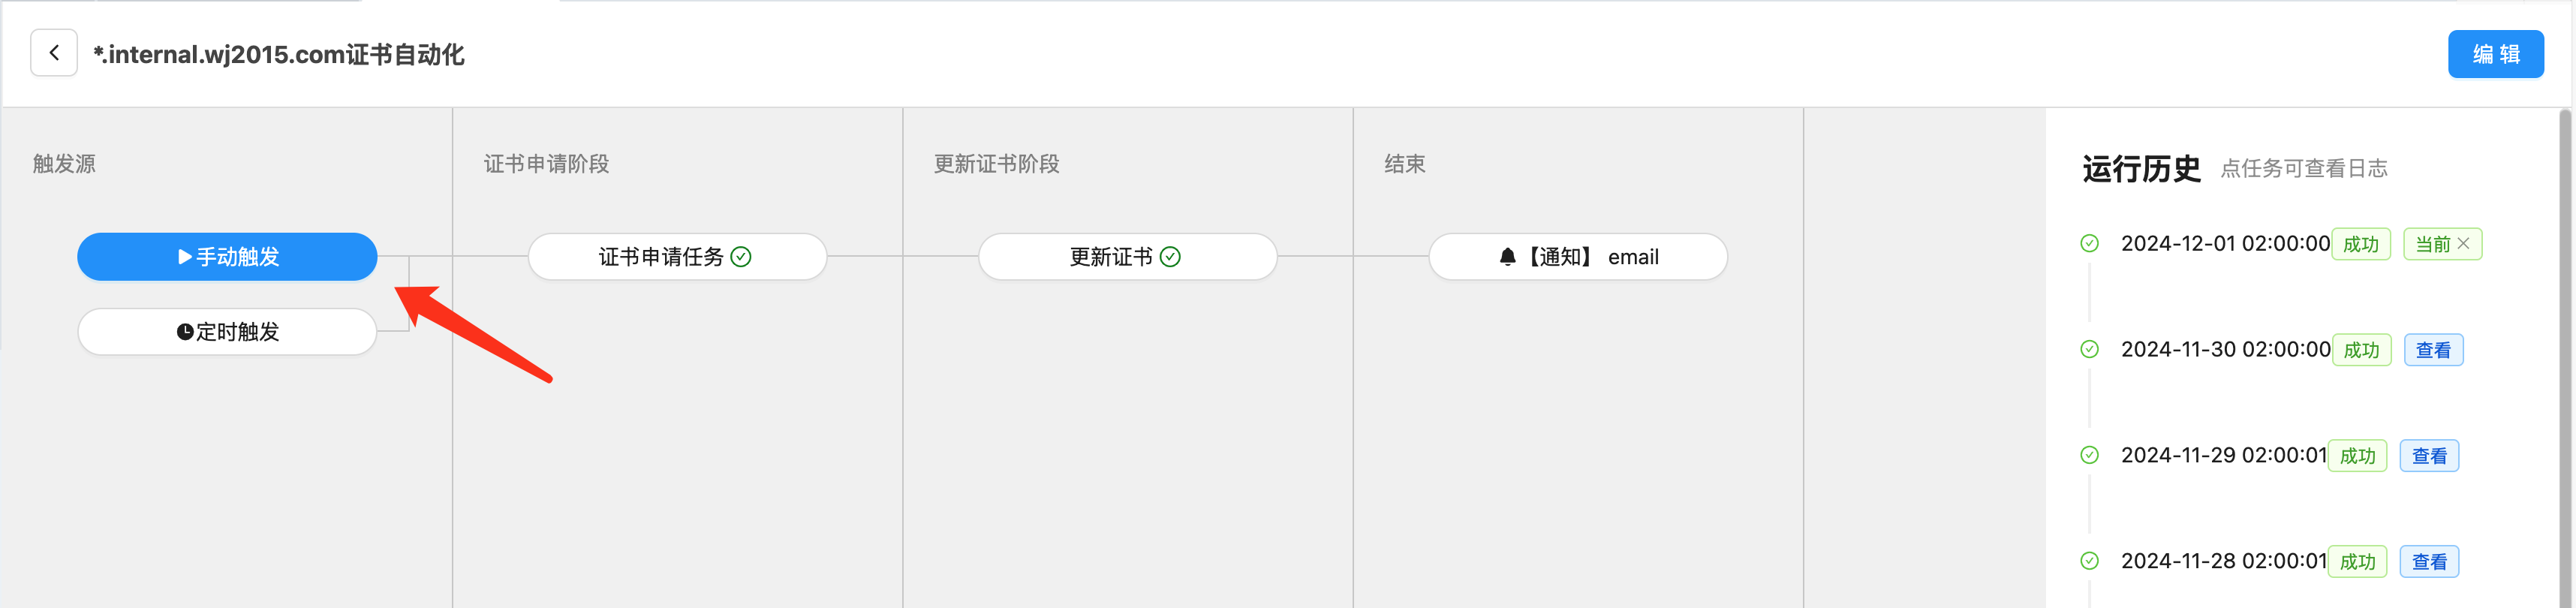 *.internal.wj2015.com证书自动化
编 辑
触发源
证书申请阶段
更新证书阶段
结束
手动触发
证书申请任务
更新证书
【通知】 email
定时触发
运行历史 点任务可查看日志
2024-12-01 02:00:00 成功 当前
2024-11-30 02:00:00 成功 查看
2024-11-29 02:00:01 成功 查看
2024-11-28 02:00:01 成功 查看